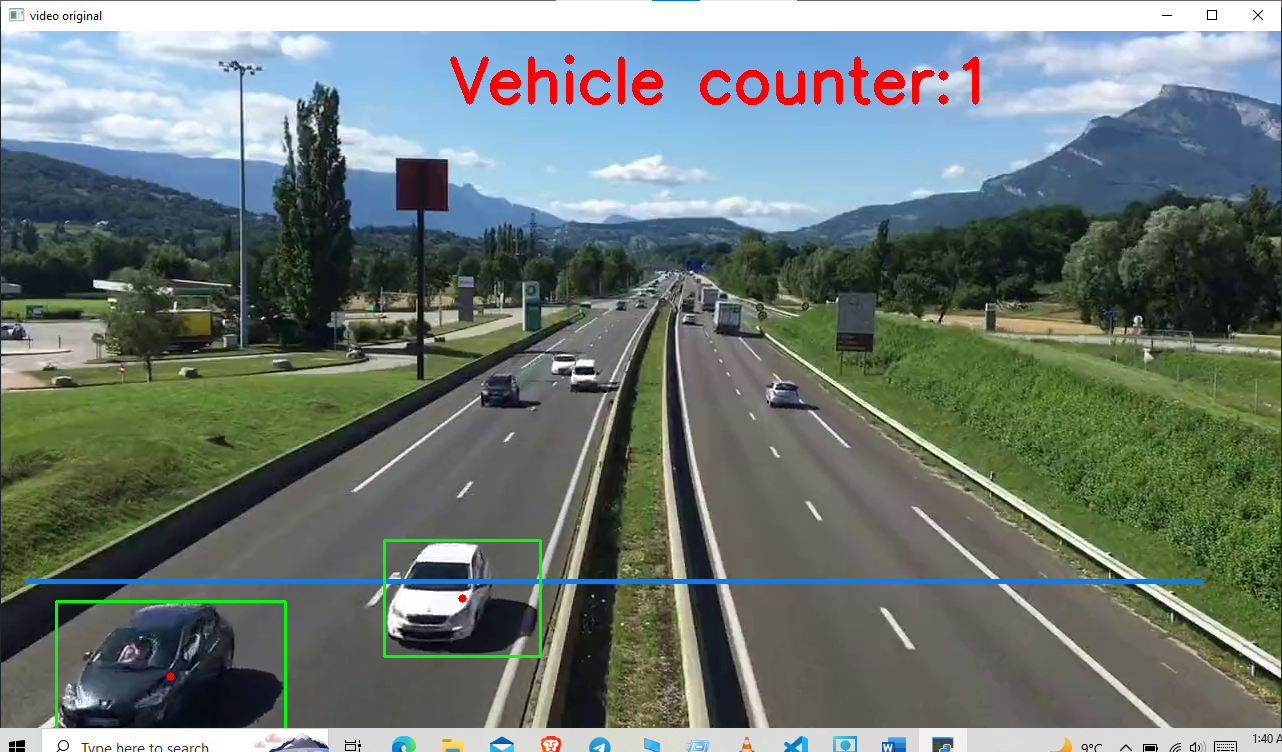 video original
Vehicle counter:1
Type here to search
9°C
1:40 A